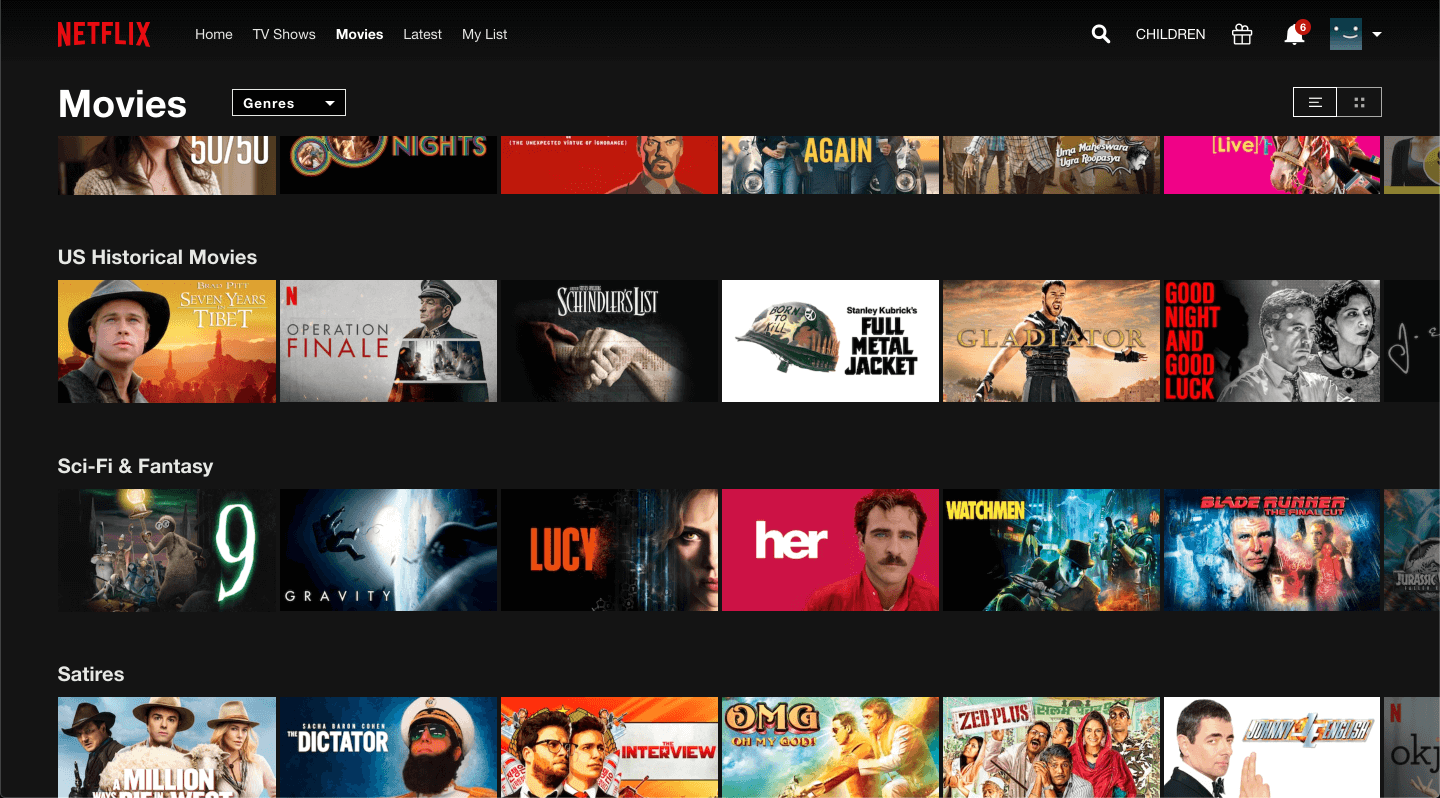 NETFLIX
Home TV Shows Movies Latest My List
CHILDREN
6
Movies
Genres
50/50
NIGHTS
(THE UNEXPECTED VIRTUE OF IGNORANCE)
AGAIN
Uma Maheswara
Ugra Roopasya
[Live]
US Historical Movies
BRAD PITT
SEVEN YEARS
IN
TIBET
N
OPERATION
FINALE
SCHINDLER'S LIST
BORN
TO
KILL
Stanley Kubrick's
FULL
METAL
JACKET
GLADIATOR
GOOD
NIGHT
AND
GOOD
LUCK
Sci-Fi & Fantasy
9
GRAVITY
LUCY
her
WATCHMEN
BLADE RUNNER
THE FINAL CUT
JURASSIC
Satires
A MILLION
WAYS TO DIE IN THE WEST
SACHA BARON COHEN
THE DICTATOR
THE INTERVIEW
OMG
OH MY GOD!
ZED PLUS
JOHNNY ENGLISH
N
okj